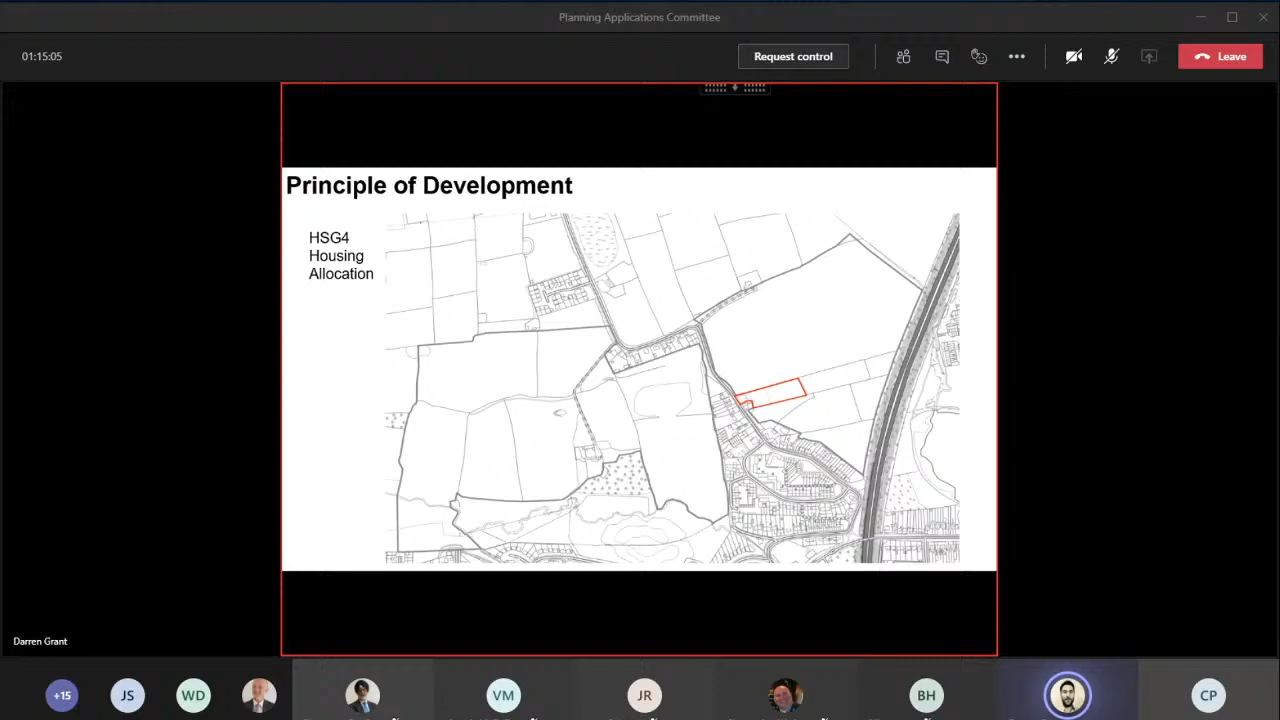 Planning Applications Committee
01:15:05
Request control
Leave
Principle of Development
HSG4
Housing
Allocation
Darren Grant
+15
JS
WD
VM
JR
BH
CP